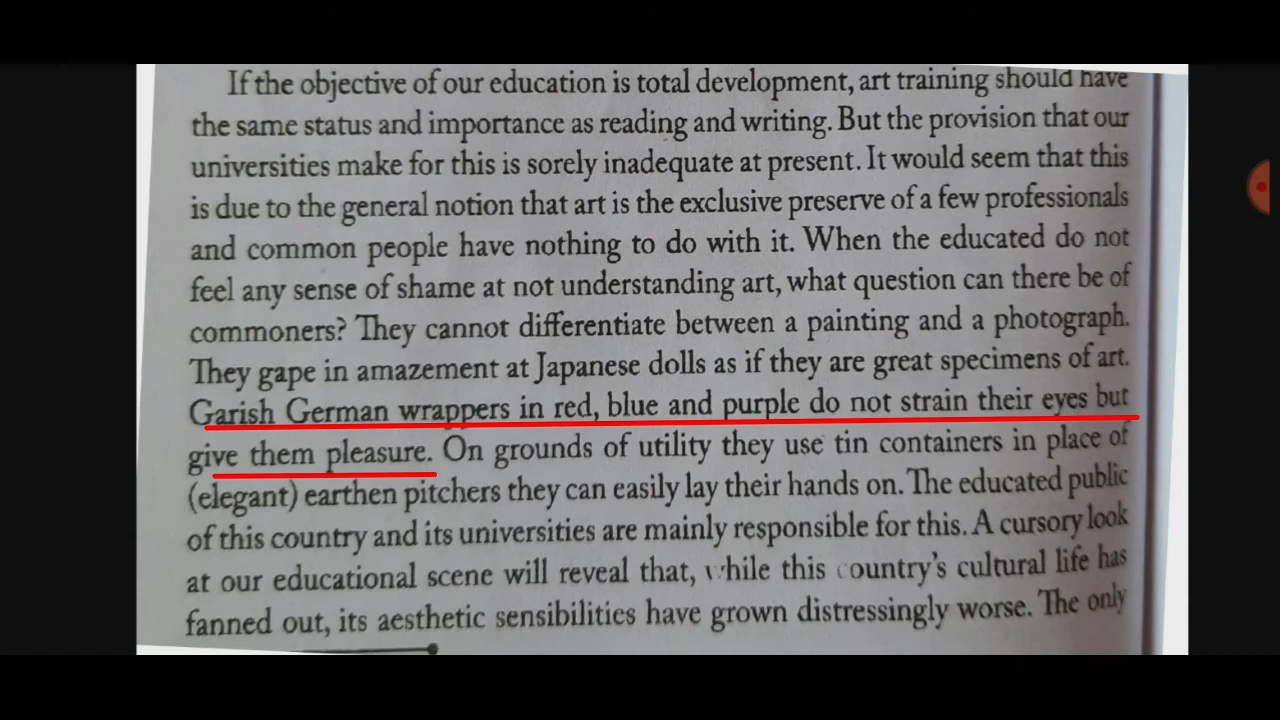 If the objective of our education is total development, art training should have
the same status and importance as reading and writing. But the provision that our
universities make for this is sorely inadequate at present. It would seem that this
is due to the general notion that art is the exclusive preserve of a few professionals
and common people have nothing to do with it. When the educated do not
feel any sense of shame at not understanding art, what question can there be of
commoners? They cannot differentiate between a painting and a photograph.
They gape in amazement at Japanese dolls as if they are great specimens of art.
Garish German wrappers in red, blue and purple do not strain their eyes but
give them pleasure. On grounds of utility they use tin containers in place of
(elegant) earthen pitchers they can easily lay their hands on. The educated public
of this country and its universities are mainly responsible for this. A cursory look
at our educational scene will reveal that, while this country's cultural life has
fanned out, its aesthetic sensibilities have grown distressingly worse. The only